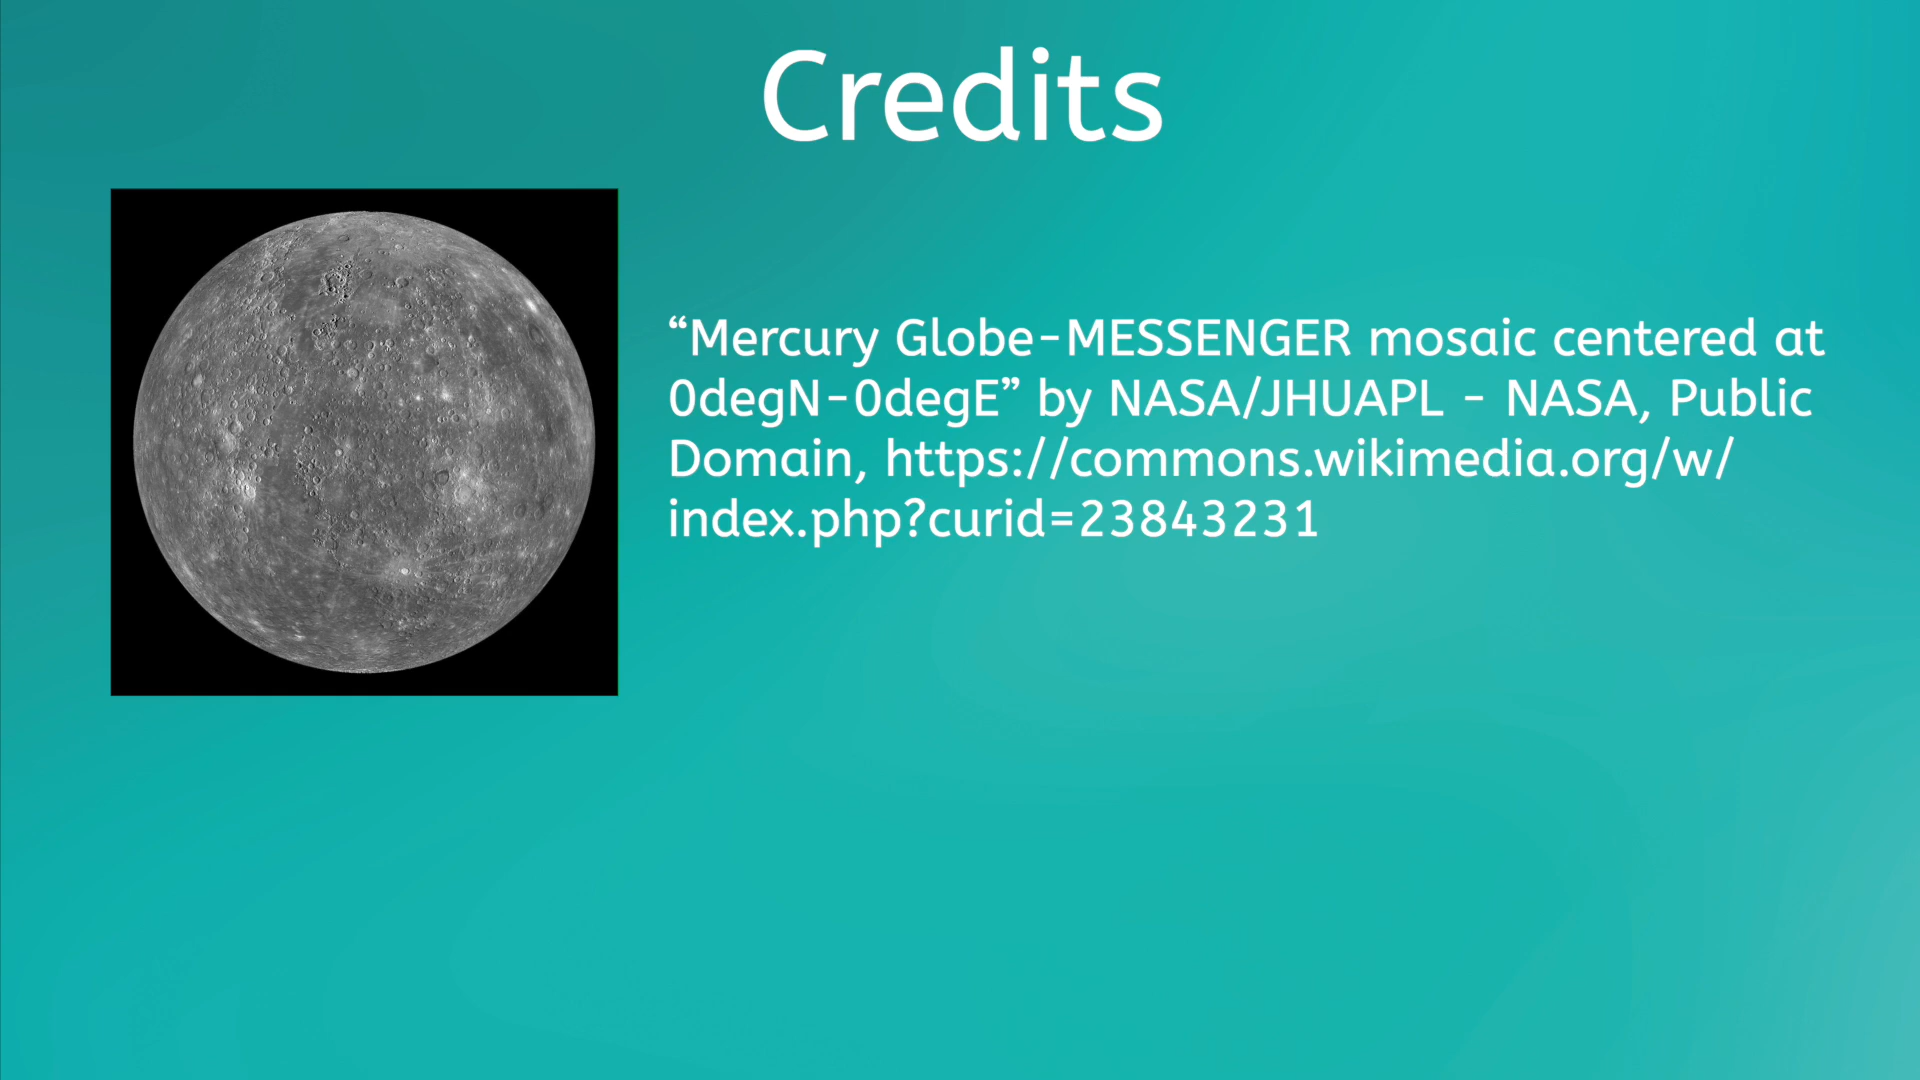 Credits
“Mercury Globe-MESSENGER mosaic centered at
0degN-0degE” by NASA/JHUAPL - NASA, Public
Domain, https://commons.wikimedia.org/w/
index.php?curid=23843231